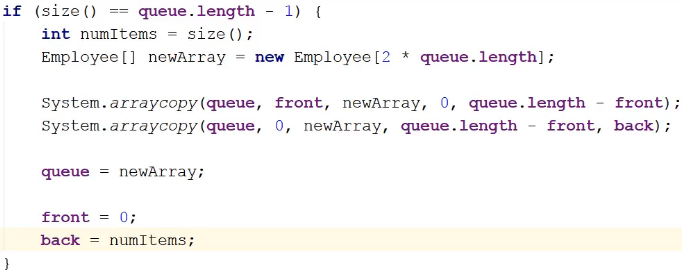 if (size() == queue.length - 1) {
    int numItems = size();
    Employee[] newArray = new Employee[2 * queue.length];
    System.arraycopy(queue, front, newArray, 0, queue.length - front);
    System.arraycopy(queue, 0, newArray, queue.length - front, back);
    queue = newArray;
    front = 0;
    back = numItems;
}